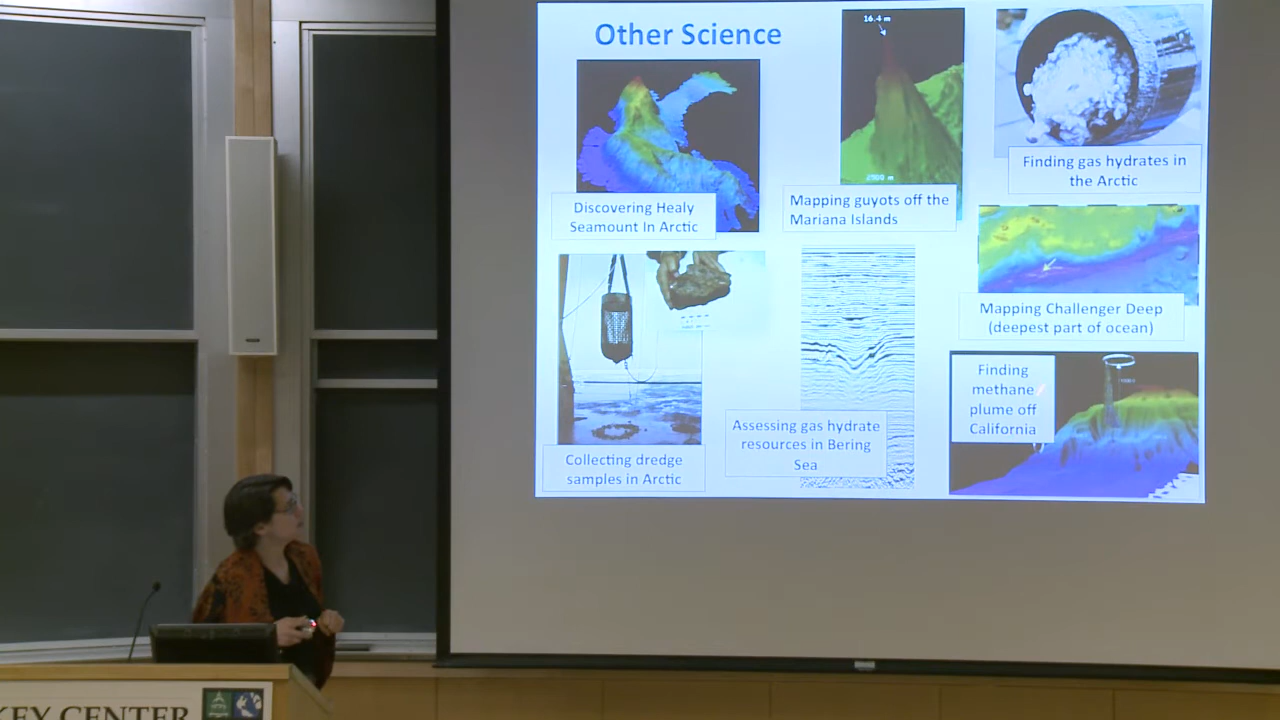 Other Science
16.4 m
2900 m
Discovering Healy
Seamount In Arctic
Mapping guyots off the
Mariana Islands
Finding gas hydrates in
the Arctic
Mapping Challenger Deep
(deepest part of ocean)
Collecting dredge
samples in Arctic
Assessing gas hydrate
resources in Bering
Sea
Finding
methane
plume off
California
KEY CENTER